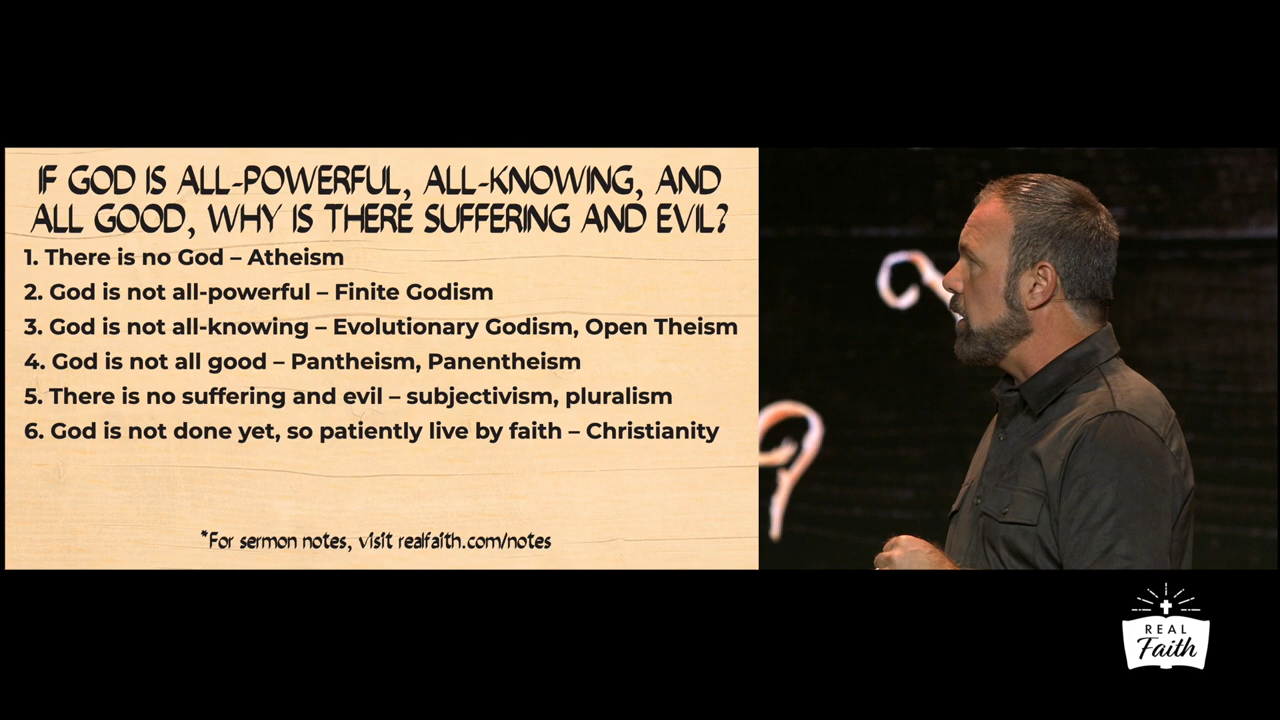 IF GOD IS ALL-POWERFUL, ALL-KNOWING, AND
ALL GOOD, WHY IS THERE SUFFERING AND EVIL?
1. There is no God – Atheism
2. God is not all-powerful – Finite Godism
3. God is not all-knowing – Evolutionary Godism, Open Theism
4. God is not all good – Pantheism, Panentheism
5. There is no suffering and evil – subjectivism, pluralism
6. God is not done yet, so patiently live by faith – Christianity
*For sermon notes, visit realfaith.com/notes
REAL
Faith